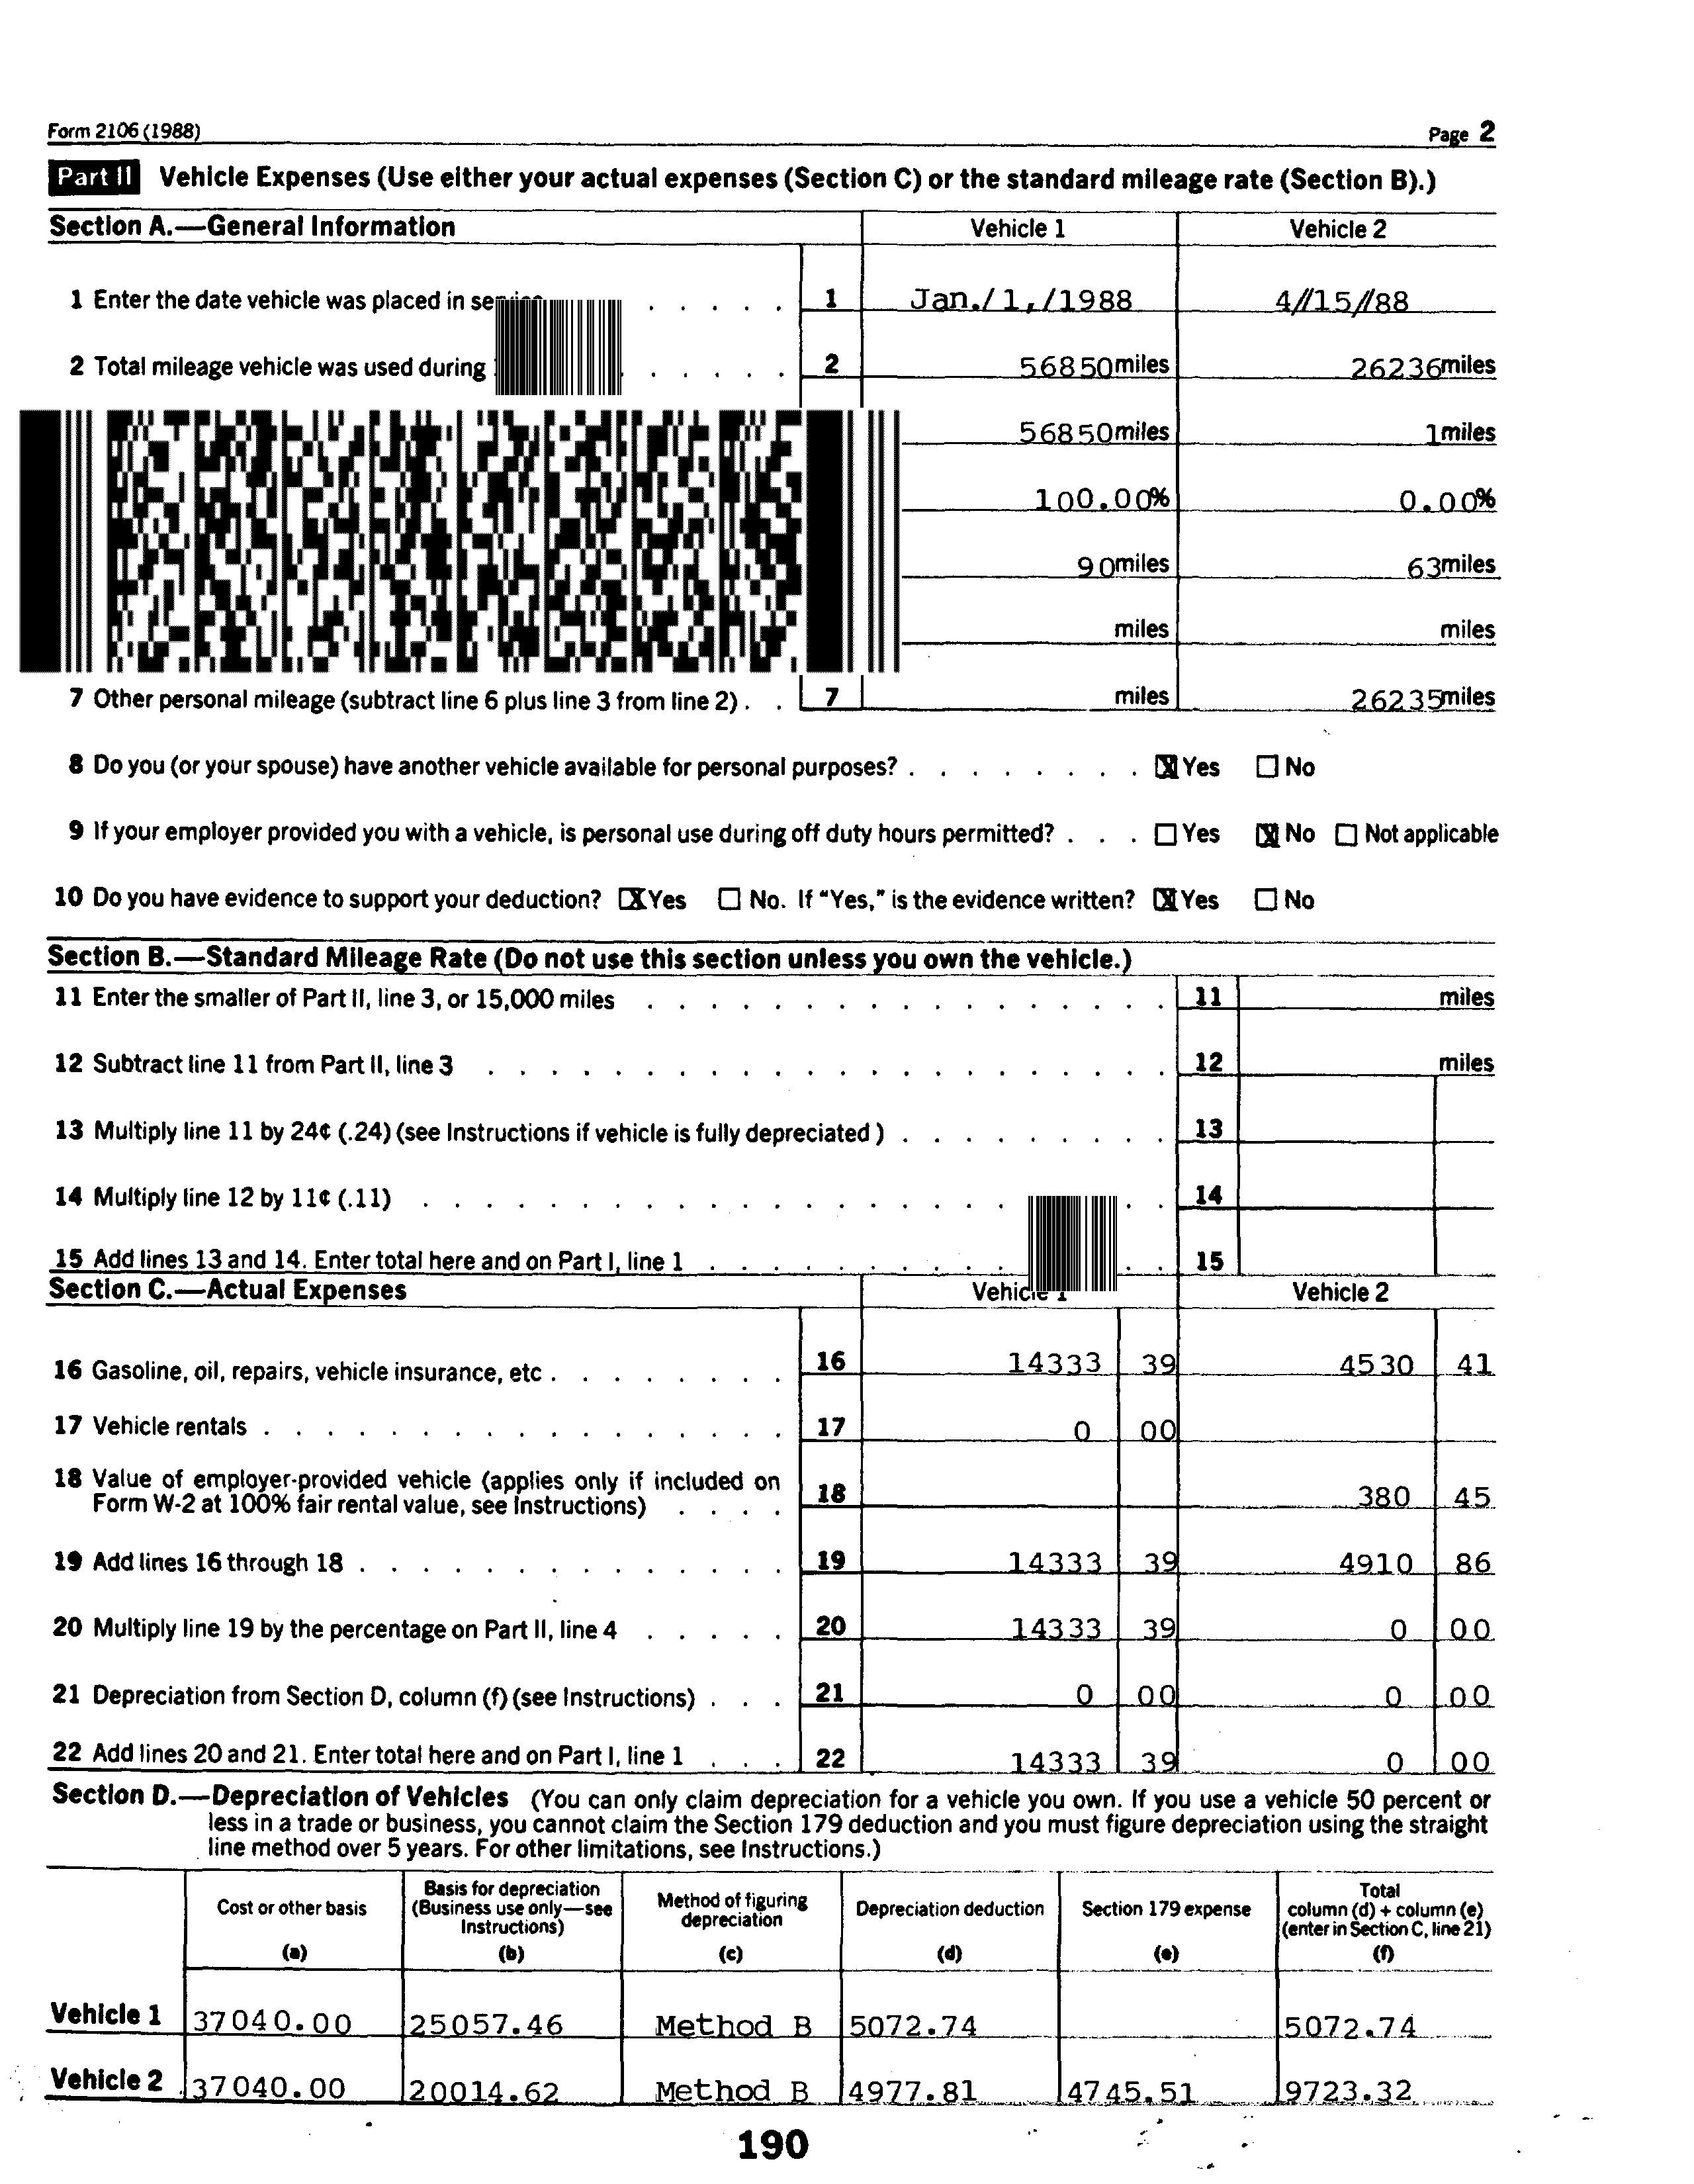 Form 2106 (1988) Page 2
Part II Vehicle Expenses (Use either your actual expenses (Section C) or the standard mileage rate (Section B).)
Section A.—General Information Vehicle 1 Vehicle 2
1 Enter the date vehicle was placed in . . . . . 1 Jan./1,/1988 4//15//88
2 Total mileage vehicle was used during . . . . . 2 56850 miles 26236 miles
56850 miles 1 miles
100.00% 0.00%
90 miles 63 miles
miles miles
7 Other personal mileage (subtract line 6 plus line 3 from line 2) . . 7 miles 26235 miles
8 Do you (or your spouse) have another vehicle available for personal purposes? . . . . . . . . X Yes No
9 If your employer provided you with a vehicle, is personal use during off duty hours permitted? . . . Yes X No Not applicable
10 Do you have evidence to support your deduction? X Yes No. If "Yes," is the evidence written? X Yes No
Section B.—Standard Mileage Rate (Do not use this section unless you own the vehicle.)
11 Enter the smaller of Part II, line 3, or 15,000 miles . . . . . . . . . . . . . . . . . 11 miles
12 Subtract line 11 from Part II, line 3 . . . . . . . . . . . . . . . . . . . . . . 12 miles
13 Multiply line 11 by 24¢ (.24) (see Instructions if vehicle is fully depreciated ) . . . . . . . . . 13
14 Multiply line 12 by 11¢ (.11) . . . . . . . . . . . . . . . . . . . . . . 14
15 Add lines 13 and 14. Enter total here and on Part I, line 1 . . . . . . . . . . . 15
Section C.—Actual Expenses Vehicle 1 Vehicle 2
16 Gasoline, oil, repairs, vehicle insurance, etc . . . . . . . . 16 14333 39 4530 41
17 Vehicle rentals . . . . . . . . . . . . . . . . . 17 0 00
18 Value of employer-provided vehicle (applies only if included on
Form W-2 at 100% fair rental value, see Instructions) . . . . 18 380 45
19 Add lines 16 through 18 . . . . . . . . . . . . . . 19 14333 39 4910 86
20 Multiply line 19 by the percentage on Part II, line 4 . . . . . 20 14333 39 0 00
21 Depreciation from Section D, column (f) (see Instructions) . . . 21 0 00 0 00
22 Add lines 20 and 21. Enter total here and on Part I, line 1 . . . 22 14333 39 0 00
Section D.—Depreciation of Vehicles (You can only claim depreciation for a vehicle you own. If you use a vehicle 50 percent or
less in a trade or business, you cannot claim the Section 179 deduction and you must figure depreciation using the straight
line method over 5 years. For other limitations, see Instructions.)
Cost or other basis (a)
Basis for depreciation (Business use only—see Instructions) (b)
Method of figuring depreciation (c)
Depreciation deduction (d)
Section 179 expense (e)
Total column (d) + column (e) (enter in Section C, line 21) (f)
Vehicle 1 37040.00 25057.46 Method B 5072.74 5072.74
Vehicle 2 37040.00 20014.62 Method B 4977.81 4745.51 9723.32
190